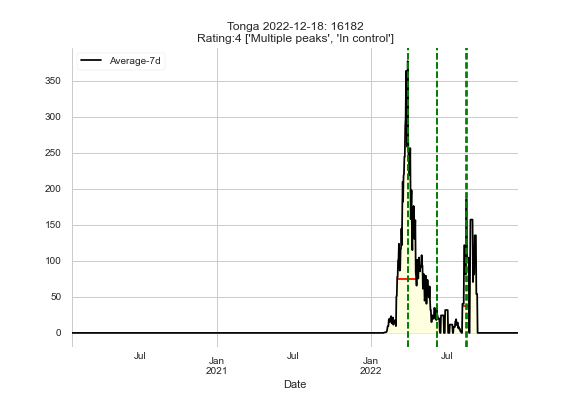 Tonga 2022-12-18: 16182
Rating:4 ['Multiple peaks', 'In control']
Average-7d
350
300
250
200
150
100
50
0
Jul
Jan
2021
Jul
Jan
2022
Jul
Date